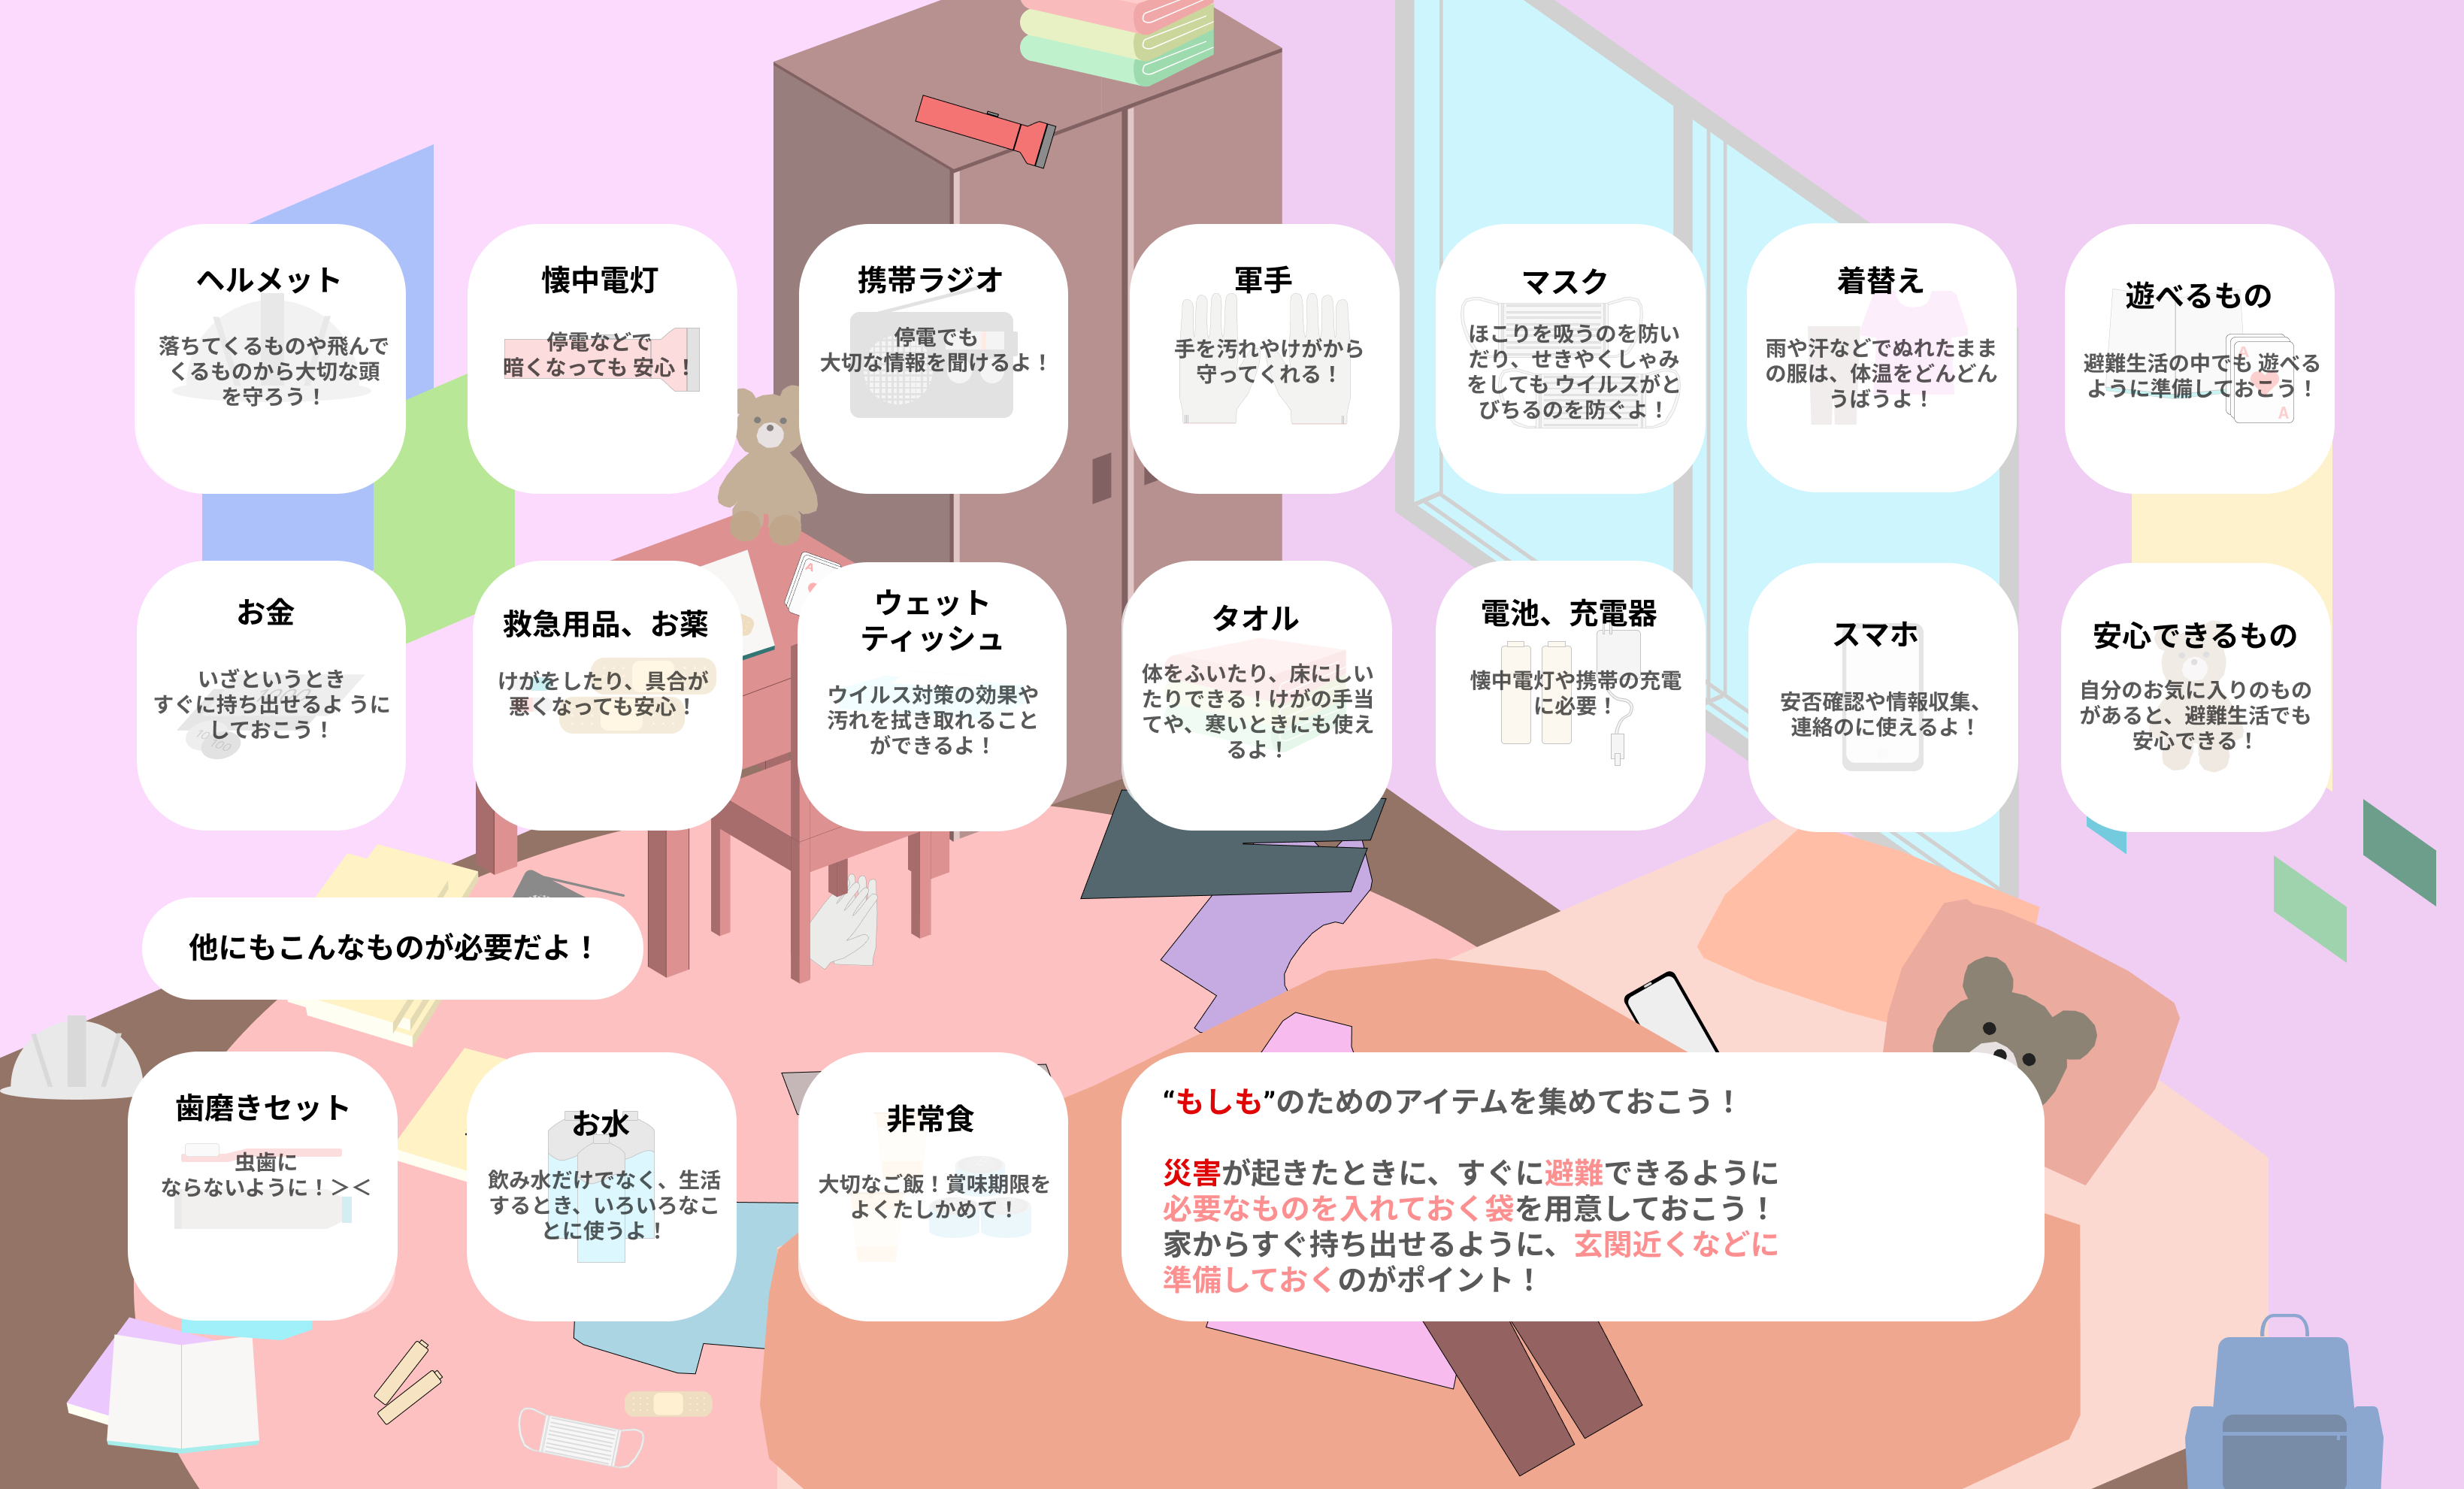 ヘルメット
落ちてくるものや飛んで
くるものから大切な頭
を守ろう！
懐中電灯
停電などで
暗くなっても 安心！
携帯ラジオ
停電でも
大切な情報を聞けるよ！
軍手
手を汚れやけがから
守ってくれる！
マスク
ほこりを吸うのを防い
だり、せきやくしゃみ
をしても ウイルスがと
びちるのを防ぐよ！
着替え
雨や汗などでぬれたまま
の服は、体温をどんどん
うばうよ！
遊べるもの
避難生活の中でも 遊べる
ように準備しておこう！
A
A
お金
いざというとき
すぐに持ち出せるよ うに
しておこう！
1000
10
100
救急用品、お薬
けがをしたり、具合が
悪くなっても安心！
A
ウェット
ティッシュ
ウイルス対策の効果や
汚れを拭き取れること
ができるよ！
タオル
体をふいたり、床にしい
たりできる！けがの手当
てや、寒いときにも使え
るよ！
電池、充電器
懐中電灯や携帯の充電
に必要！
スマホ
安否確認や情報収集、
連絡のに使えるよ！
安心できるもの
自分のお気に入りのもの
があると、避難生活でも
安心できる！
他にもこんなものが必要だよ！
歯磨きセット
虫歯に
ならないように！＞＜
お水
飲み水だけでなく、生活
するとき、いろいろなこ
とに使うよ！
非常食
大切なご飯！賞味期限を
よくたしかめて！
“もしも”のためのアイテムを集めておこう！
災害が起きたときに、すぐに避難できるように
必要なものを入れておく袋を用意しておこう！
家からすぐ持ち出せるように、玄関近くなどに
準備しておくのがポイント！